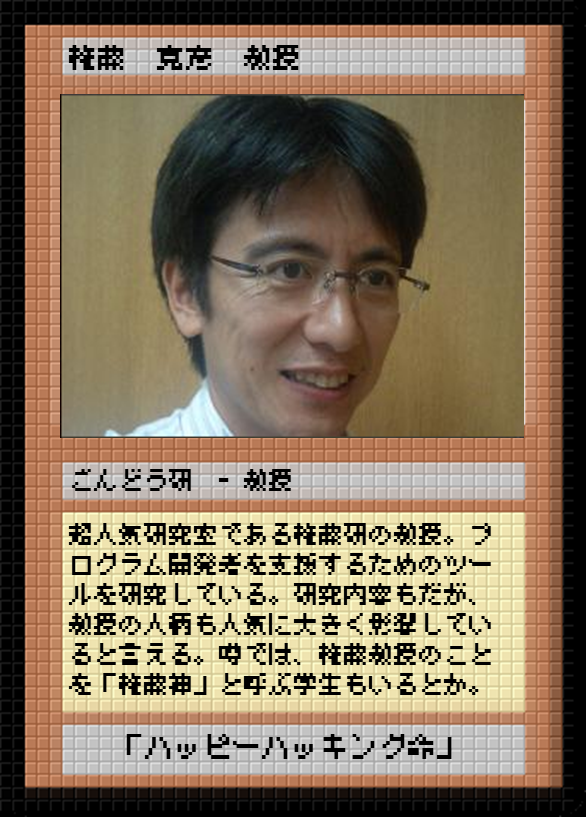 権藤　克彦　教授
ごんどう研　-　教授
超人気研究室である権藤研の教授。プ
ログラム開発者を支援するためのツー
ルを研究している。研究内容もだが、
教授の人柄も人気に大きく影響してい
ると言える。噂では、権藤教授のこと
を「権藤神」と呼ぶ学生もいるとか。
「ハッピーハッキング命」